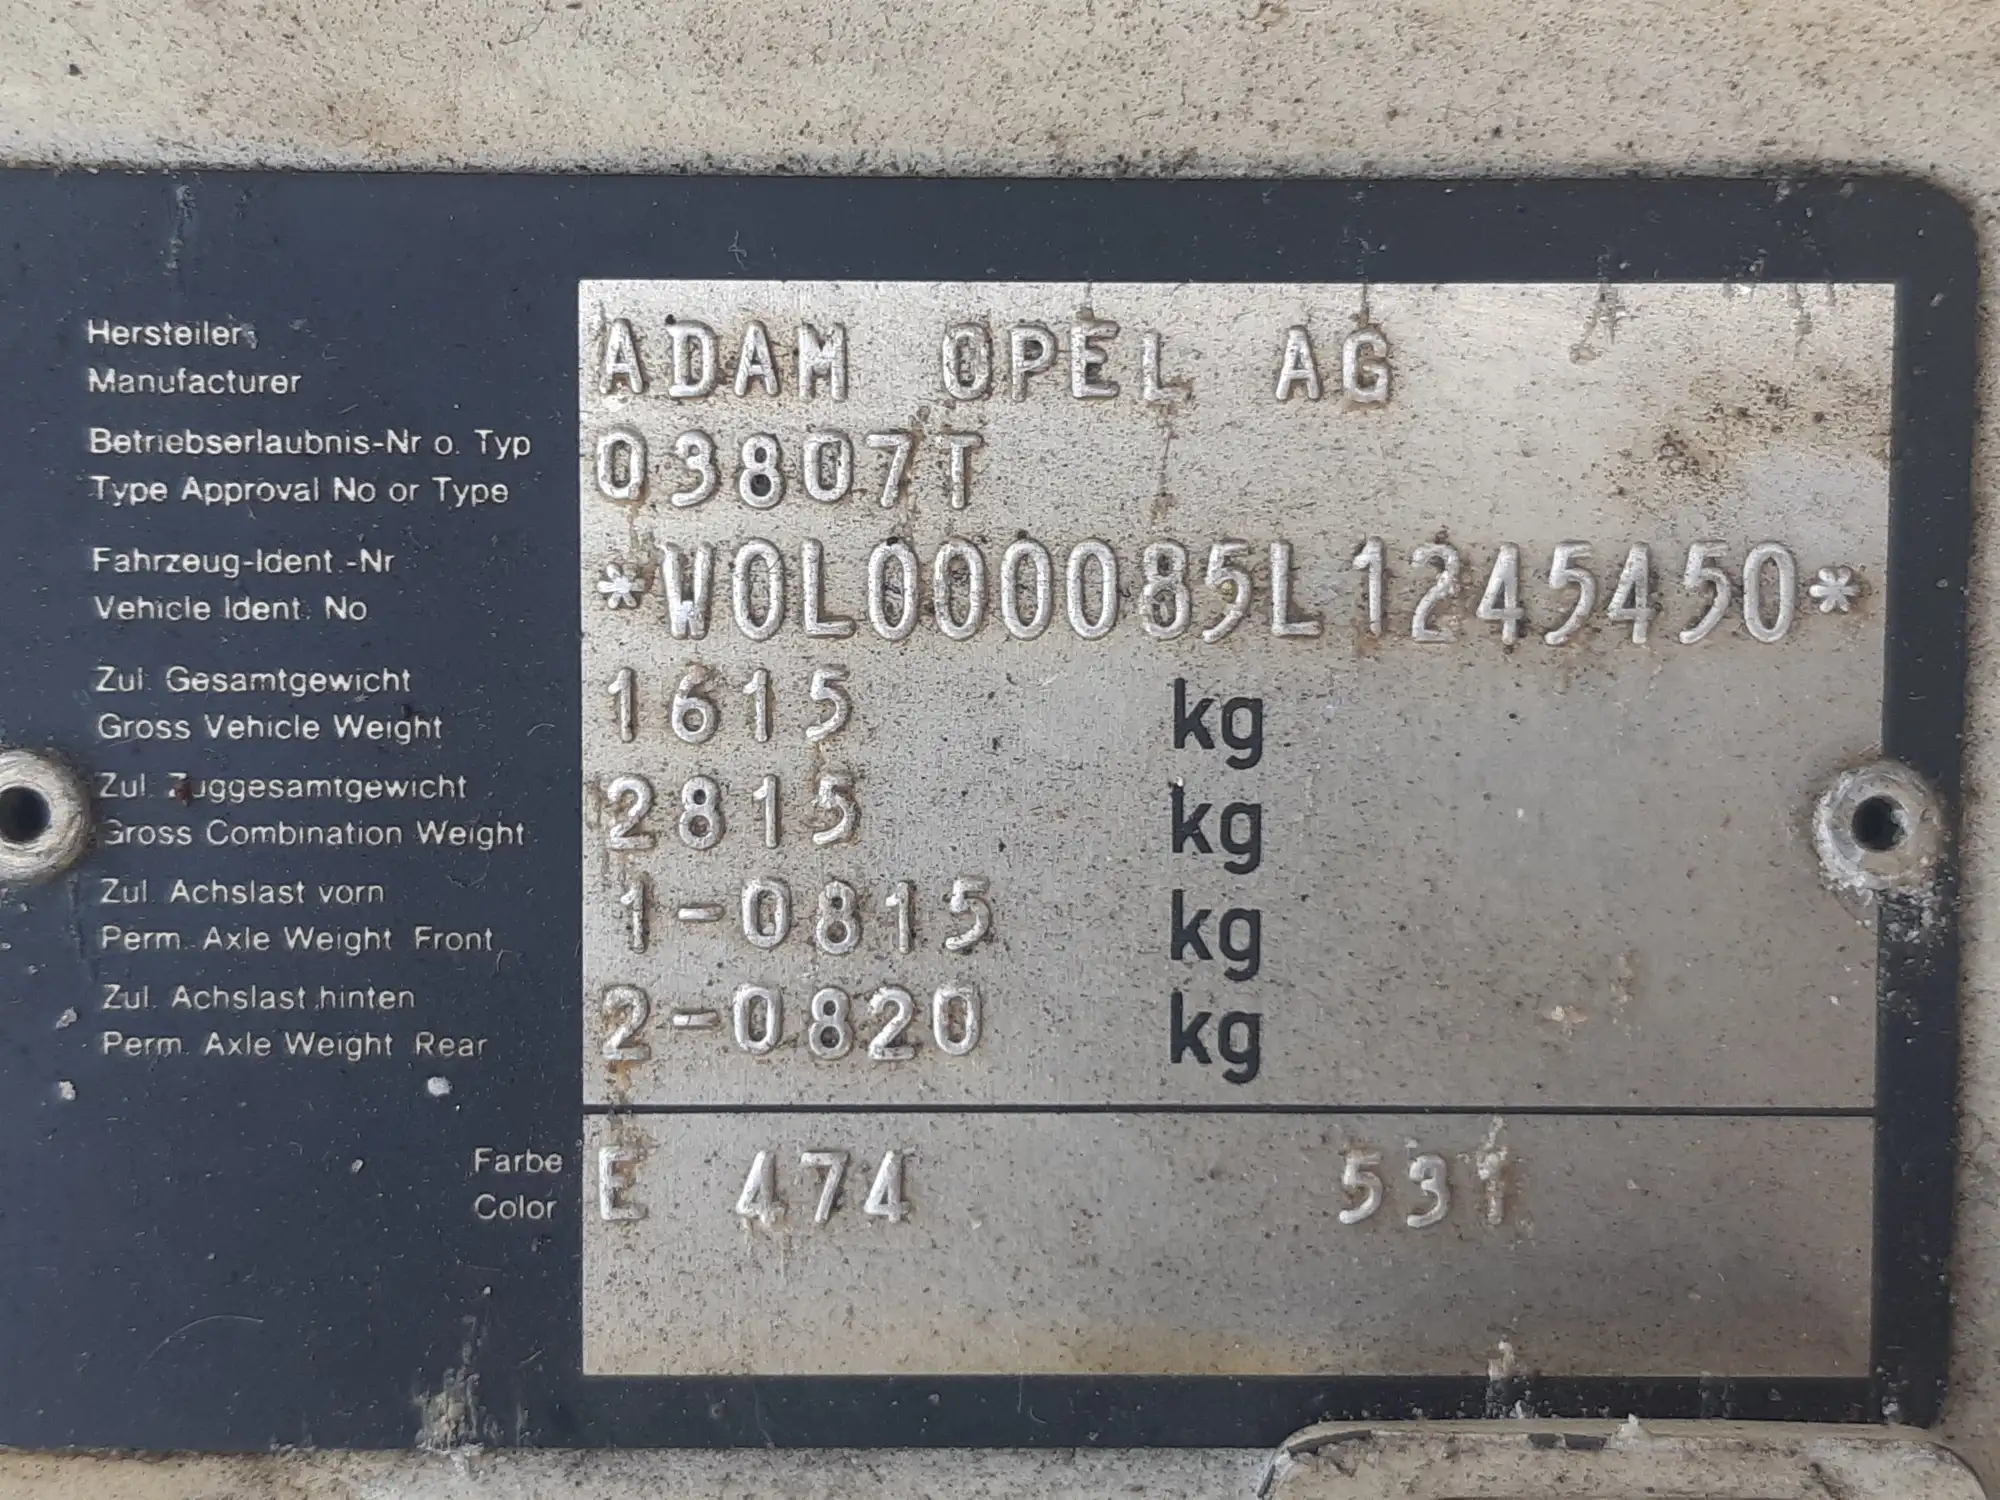 Hersteller ADAM OPEL AG
Manufacturer
Betriebserlaubnis-Nr o. Typ 03807T
Type Approval No or Type
Fahrzeug-Ident.-Nr *W0L000085L1245450*
Vehicle Ident. No
Zul. Gesamtgewicht 1615 kg
Gross Vehicle Weight
Zul. Zuggesamtgewicht 2815 kg
Gross Combination Weight
Zul. Achslast vorn 1-0815 kg
Perm. Axle Weight Front
Zul. Achslast hinten 2-0820 kg
Perm. Axle Weight Rear
Farbe E 474 531
Color